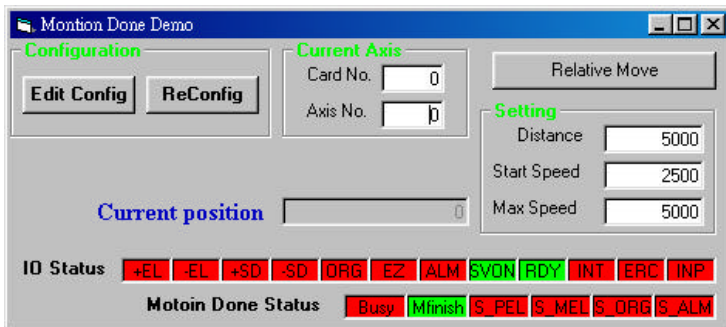 Montion Done Demo
Configuration
Edit Config
ReConfig
Current Axis
Card No. 0
Axis No. 0
Relative Move
Setting
Distance 5000
Start Speed 2500
Max Speed 5000
Current position 0
IO Status +EL -EL +SD -SD ORG EZ ALM SVON RDY INT ERC INP
Motoin Done Status Busy Mfinish S_PEL S_MEL S_ORG S_ALM